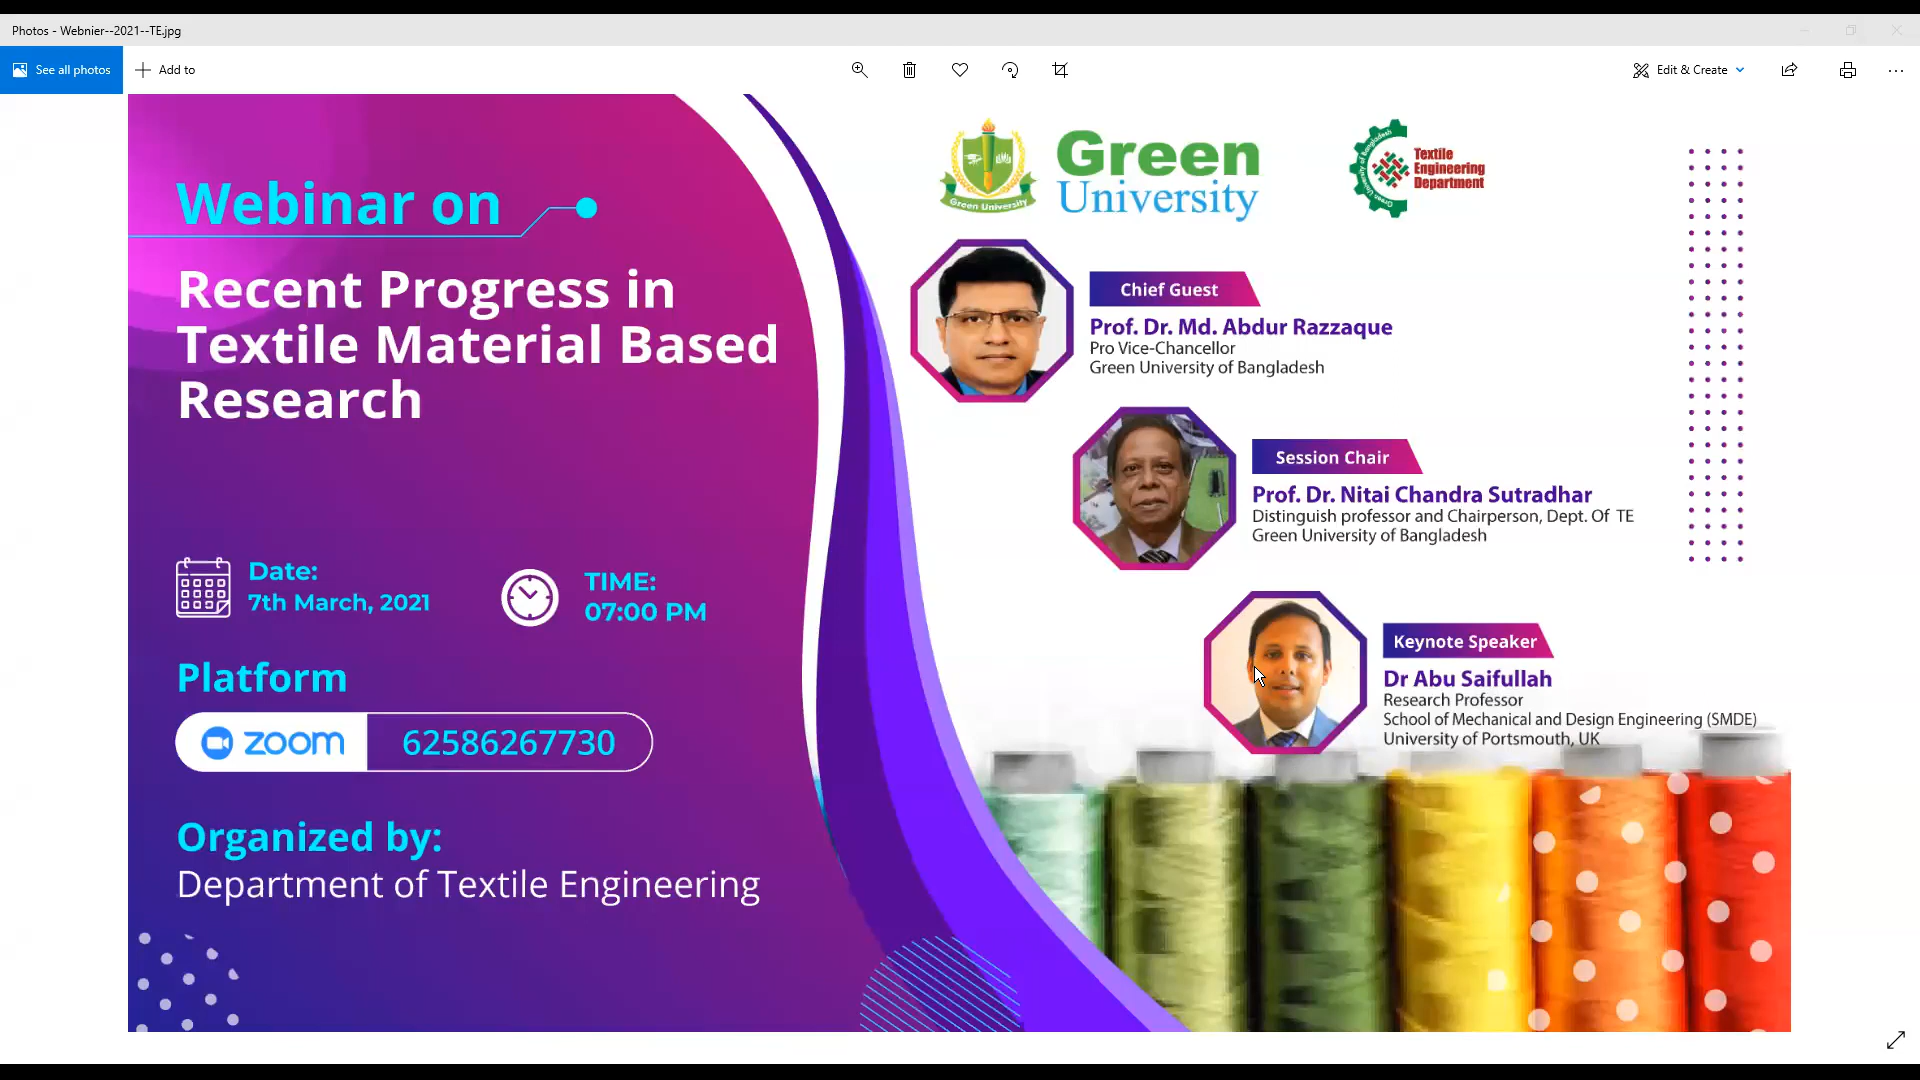 Photos - Webnier--2021--TE.jpg
See all photos
Add to
Edit & Create
Webinar on
Recent Progress in
Textile Material Based
Research
Date:
7th March, 2021
TIME:
07:00 PM
Platform
zoom 62586267730
Organized by:
Department of Textile Engineering
Green University
Green
University
Green University of Bangladesh
Textile
Engineering
Department
Chief Guest
Prof. Dr. Md. Abdur Razzaque
Pro Vice-Chancellor
Green University of Bangladesh
Session Chair
Prof. Dr. Nitai Chandra Sutradhar
Distinguish professor and Chairperson, Dept. Of TE
Green University of Bangladesh
Keynote Speaker
Dr Abu Saifullah
Research Professor
School of Mechanical and Design Engineering (SMDE)
University of Portsmouth, UK